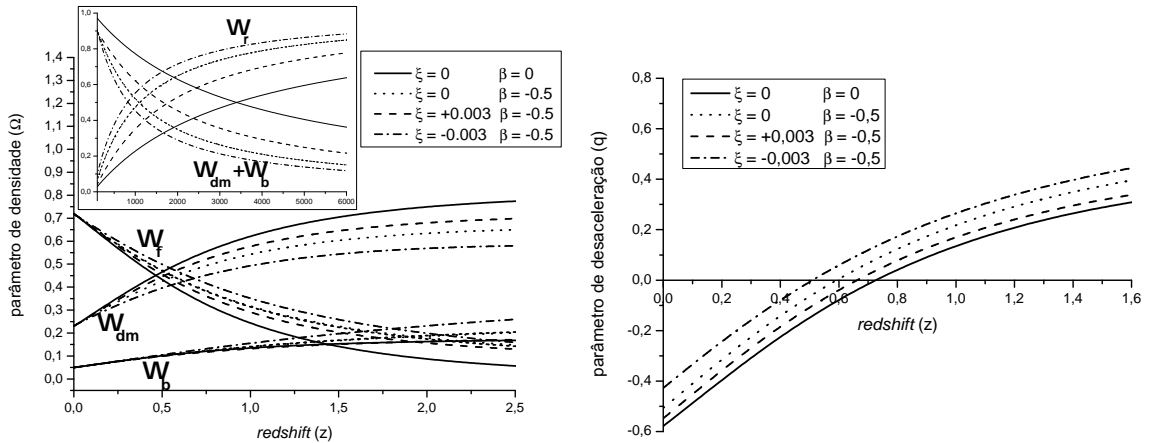 parâmetro de densidade (Ω)
1,4
1,3
1,2
1,1
1,0
0,9
0,8
0,7
0,6
0,5
0,4
0,3
0,2
0,1
0,0
0,0 0,5 1,0 1,5 2,0 2,5
redshift (z)
1,0
0,8
0,6
0,4
0,2
0,0
1000 2000 3000 4000 5000 6000
W_r
W_dm+W_b
ξ = 0 β = 0
ξ = 0 β = -0.5
ξ = +0.003 β = -0.5
ξ = -0.003 β = -0.5
W_f
W_dm
W_b
parâmetro de desaceleração (q)
0,8
0,6
0,4
0,2
0,0
-0,2
-0,4
-0,6
0,0 0,2 0,4 0,6 0,8 1,0 1,2 1,4 1,6
redshift (z)
ξ = 0 β = 0
ξ = 0 β = -0,5
ξ = +0,003 β = -0,5
ξ = -0,003 β = -0,5